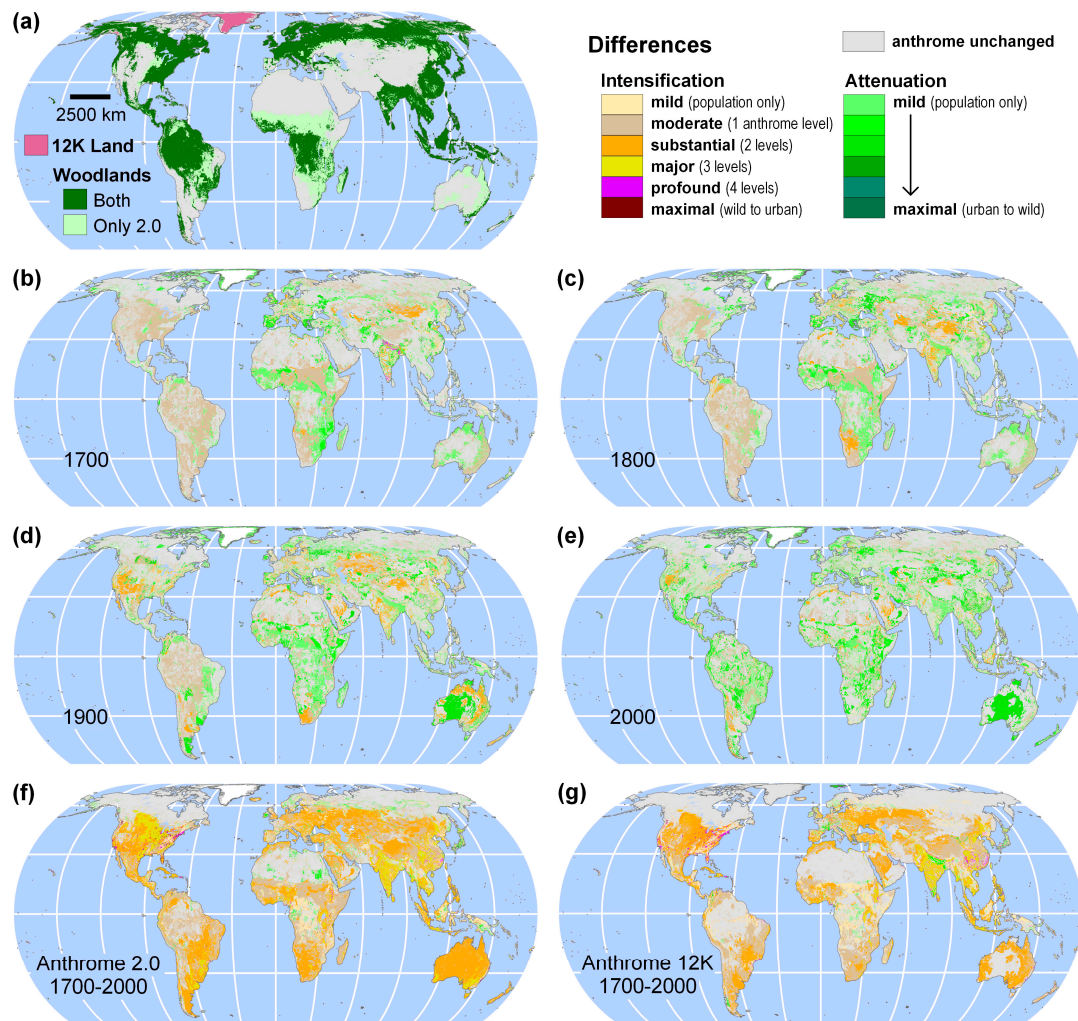 (a)
2500 km
12K Land
Woodlands
Both
Only 2.0
Differences
anthrome unchanged
Intensification
Attenuation
mild (population only)
moderate (1 anthrome level)
substantial (2 levels)
major (3 levels)
profound (4 levels)
maximal (wild to urban)
mild (population only)
maximal (urban to wild)
(b)
1700
(c)
1800
(d)
1900
(e)
2000
(f)
Anthrome 2.0
1700-2000
(g)
Anthrome 12K
1700-2000